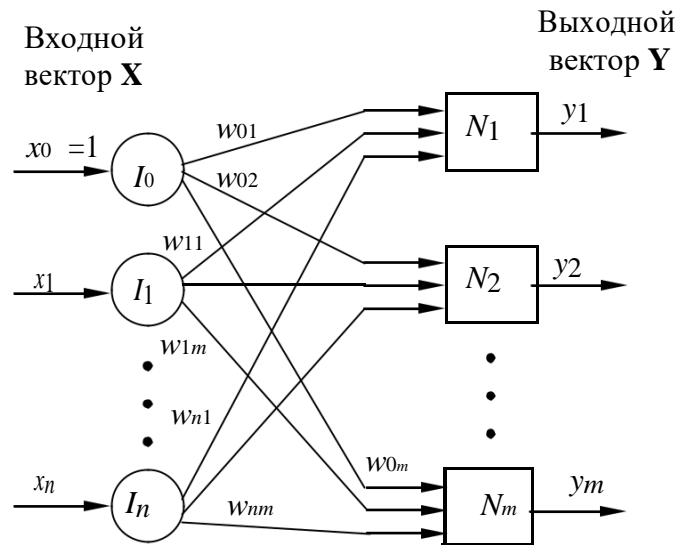 Входной
вектор X
Выходной
вектор Y
x0 =1
I0
w01
w02
N1
y1
w11
x1
I1
N2
y2
w1m
wn1
w0m
xn
In
wnm
Nm
ym